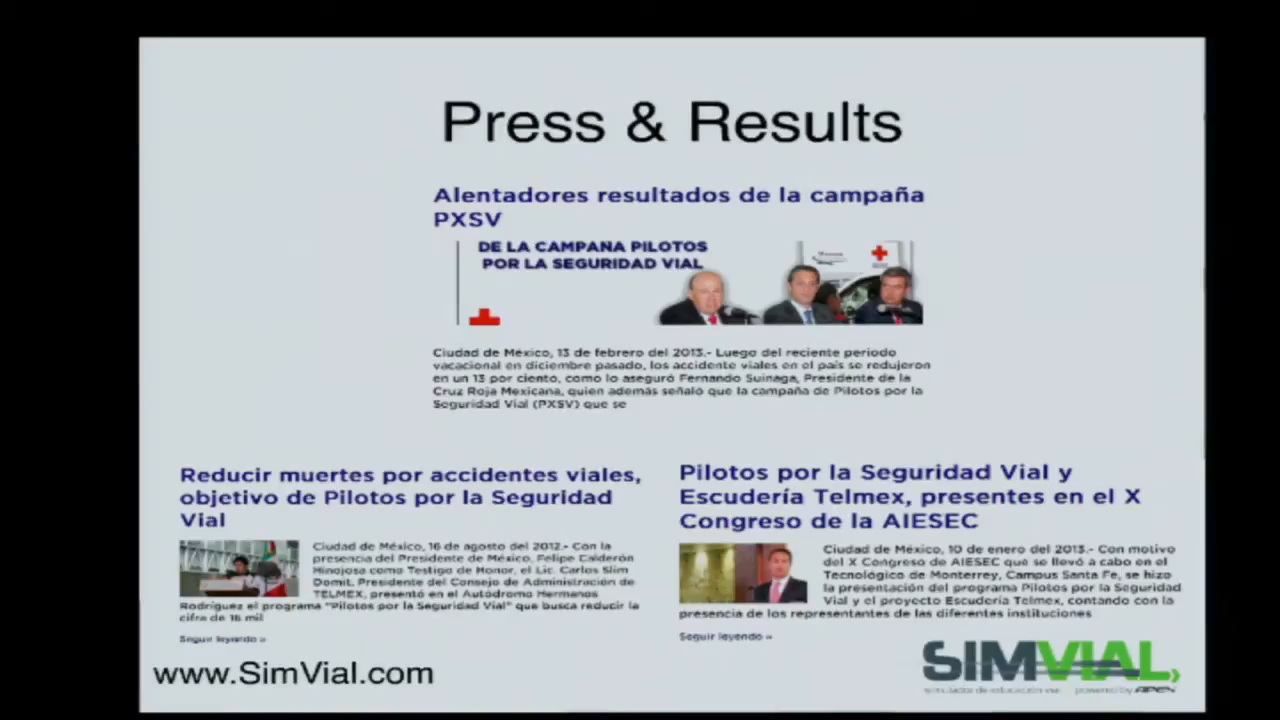 Press & Results
Alentadores resultados de la campaña
PXSV
DE LA CAMPAÑA PILOTOS
POR LA SEGURIDAD VIAL
Ciudad de México, 13 de febrero del 2013.- Luego del reciente periodo
vacacional en diciembre pasado, los accidente viales en el país se redujeron
en un 13 por ciento, como lo aseguró Fernando Suinaga, Presidente de la
Cruz Roja Mexicana, quien además señaló que la campaña de Pilotos por la
Seguridad Vial (PXSV) que se
Reducir muertes por accidentes viales,
objetivo de Pilotos por la Seguridad
Vial
Ciudad de México, 16 de agosto del 2012.- Con la
presencia del Presidente de México, Felipe Calderón
Hinojosa como Testigo de Honor, el Lic. Carlos Slim
Domit, Presidente del Consejo de Administración de
TELMEX, presentó en el Autódromo Hermanos
Rodríguez el programa "Pilotos por la Seguridad Vial" que busca reducir la
cifra de 16 mil
Seguir leyendo »
Pilotos por la Seguridad Vial y
Escudería Telmex, presentes en el X
Congreso de la AIESEC
Ciudad de México, 10 de enero del 2013.- Con motivo
del X Congreso de AIESEC que se llevó a cabo en el
Tecnológico de Monterrey, Campus Santa Fe, se hizo
la presentación del programa Pilotos por la Seguridad
Vial y el proyecto Escudería Telmex, contando con la
presencia de los representantes de las diferentes instituciones
Seguir leyendo »
www.SimVial.com
SIMVIAL
simulador de educación vial powered by